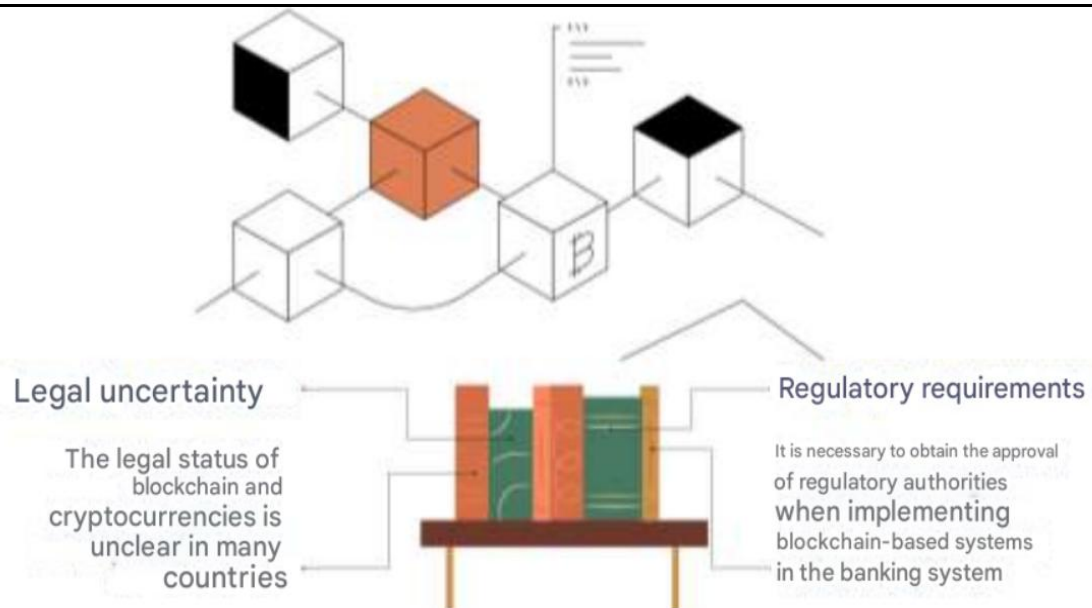 Legal uncertainty
The legal status of
blockchain and
cryptocurrencies is
unclear in many
countries
Regulatory requirements
It is necessary to obtain the approval
of regulatory authorities
when implementing
blockchain-based systems
in the banking system